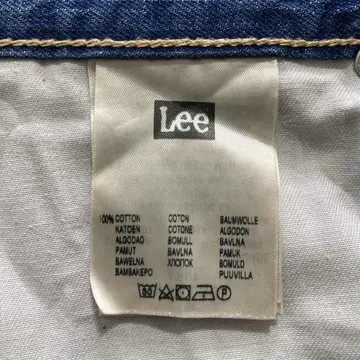 Lee
100% COTTON COTON BAUMWOLLE
KATOEN COTONE ALGODON
ALGODAO BOMULL BAVLNA
PAMUT BAVLNA PAMUK
BAWELNA ХЛОПОК BOMULD
BAMBAKEPO PUUVILLA
30 P